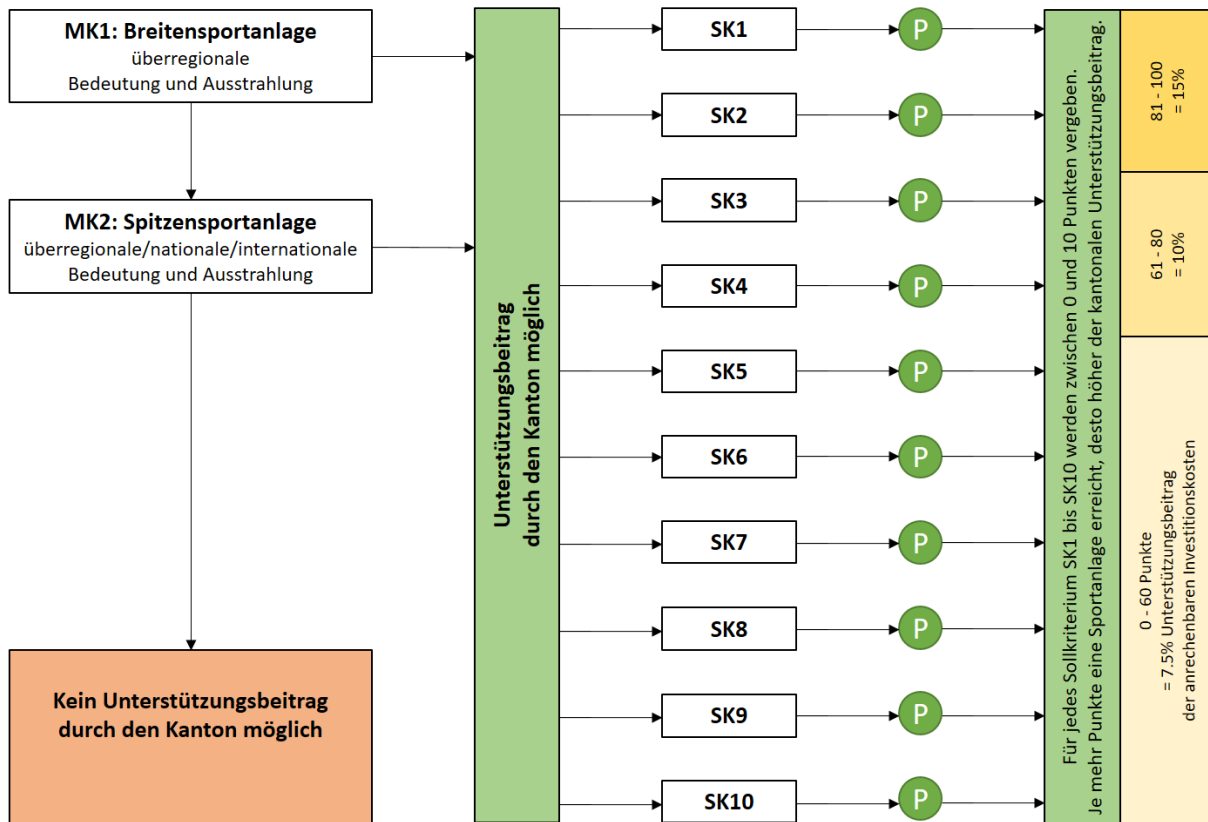 MK1: Breitensportanlage
überregionale
Bedeutung und Ausstrahlung
MK2: Spitzensportanlage
überregionale/nationale/internationale
Bedeutung und Ausstrahlung
Kein Unterstützungsbeitrag
durch den Kanton möglich
Unterstützungsbeitrag
durch den Kanton möglich
SK1
P
SK2
P
SK3
P
SK4
P
SK5
P
SK6
P
SK7
P
SK8
P
SK9
P
SK10
P
Für jedes Sollkriterium SK1 bis SK10 werden zwischen 0 und 10 Punkten vergeben.
Je mehr Punkte eine Sportanlage erreicht, desto höher der kantonalen Unterstützungsbeitrag.
81 - 100
= 15%
61 - 80
= 10%
0 - 60 Punkte
= 7.5% Unterstützungsbeitrag
der anrechenbaren Investitionskosten